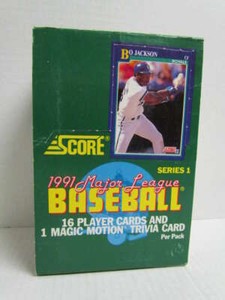 BO JACKSON
SCORE
SERIES 1
1991 Major League
BASEBALL
16 PLAYER CARDS AND
1 MAGIC MOTION TRIVIA CARD
Per Pack